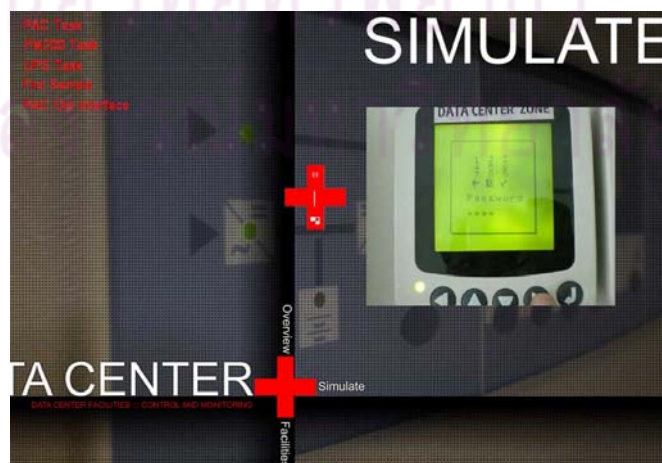 PAC Task
PM200 Task
UPS Task
Fire Sample
PAC Old Interface
SIMULATE
DATA CENTER ZONE
Password
****
Overview
TA CENTER
Simulate
DATA CENTER FACILITIES :: CONTROL AND MONITORING
Facilities